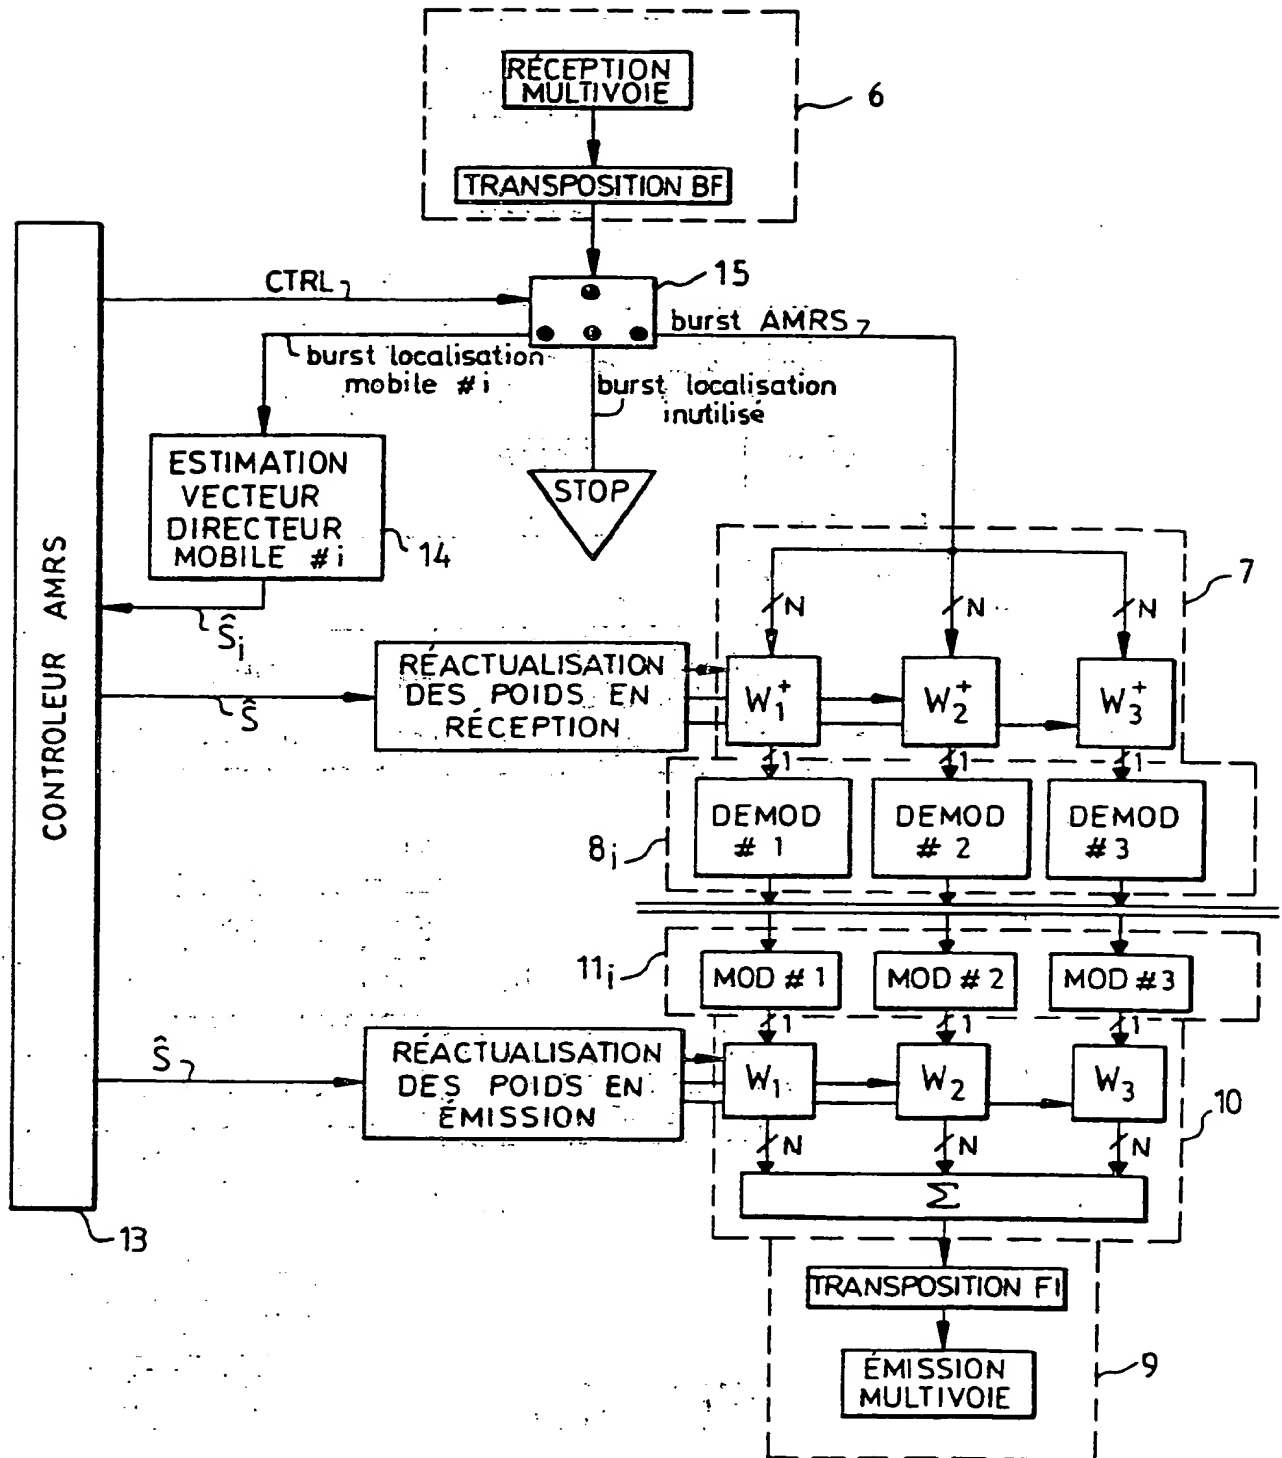 RÉCEPTION
MULTIVOIE
6
TRANSPOSITION BF
15
CTRL
burst AMRS
burst localisation
mobile #i
burst localisation
inutilisé
ESTIMATION
VECTEUR
DIRECTEUR
MOBILE #i
14
STOP
7
N
N
N
Ŝi
CONTROLEUR AMRS
RÉACTUALISATION
DES POIDS EN
RÉCEPTION
Ŝ
W1+
W2+
W3+
1
1
1
DEMOD
#1
DEMOD
#2
DEMOD
#3
8i
11i
MOD #1
MOD #2
MOD #3
1
1
1
Ŝ
RÉACTUALISATION
DES POIDS EN
ÉMISSION
W1
W2
W3
10
N
N
N
Σ
13
TRANSPOSITION FI
ÉMISSION
MULTIVOIE
9